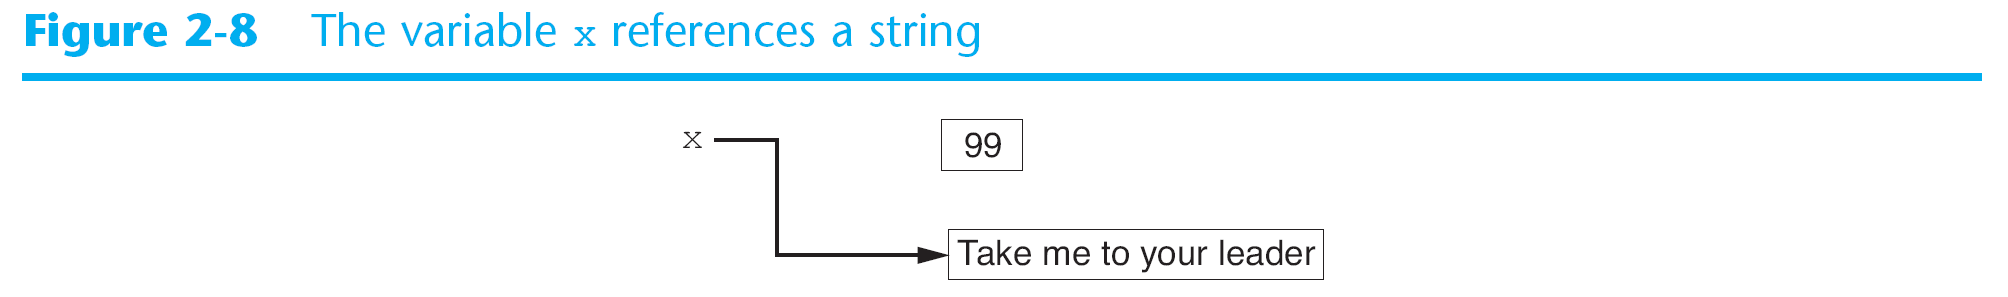 Figure 2-8 The variable x references a string
x
99
Take me to your leader